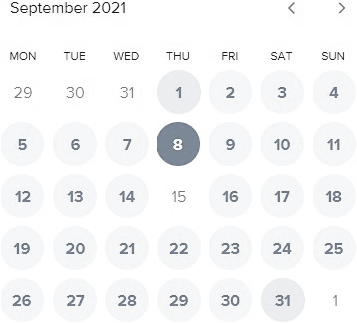 September 2021
MON TUE WED THU FRI SAT SUN
29 30 31 1 2 3 4
5 6 7 8 9 10 11
12 13 14 15 16 17 18
19 20 21 22 23 24 25
26 27 28 29 30 31 1